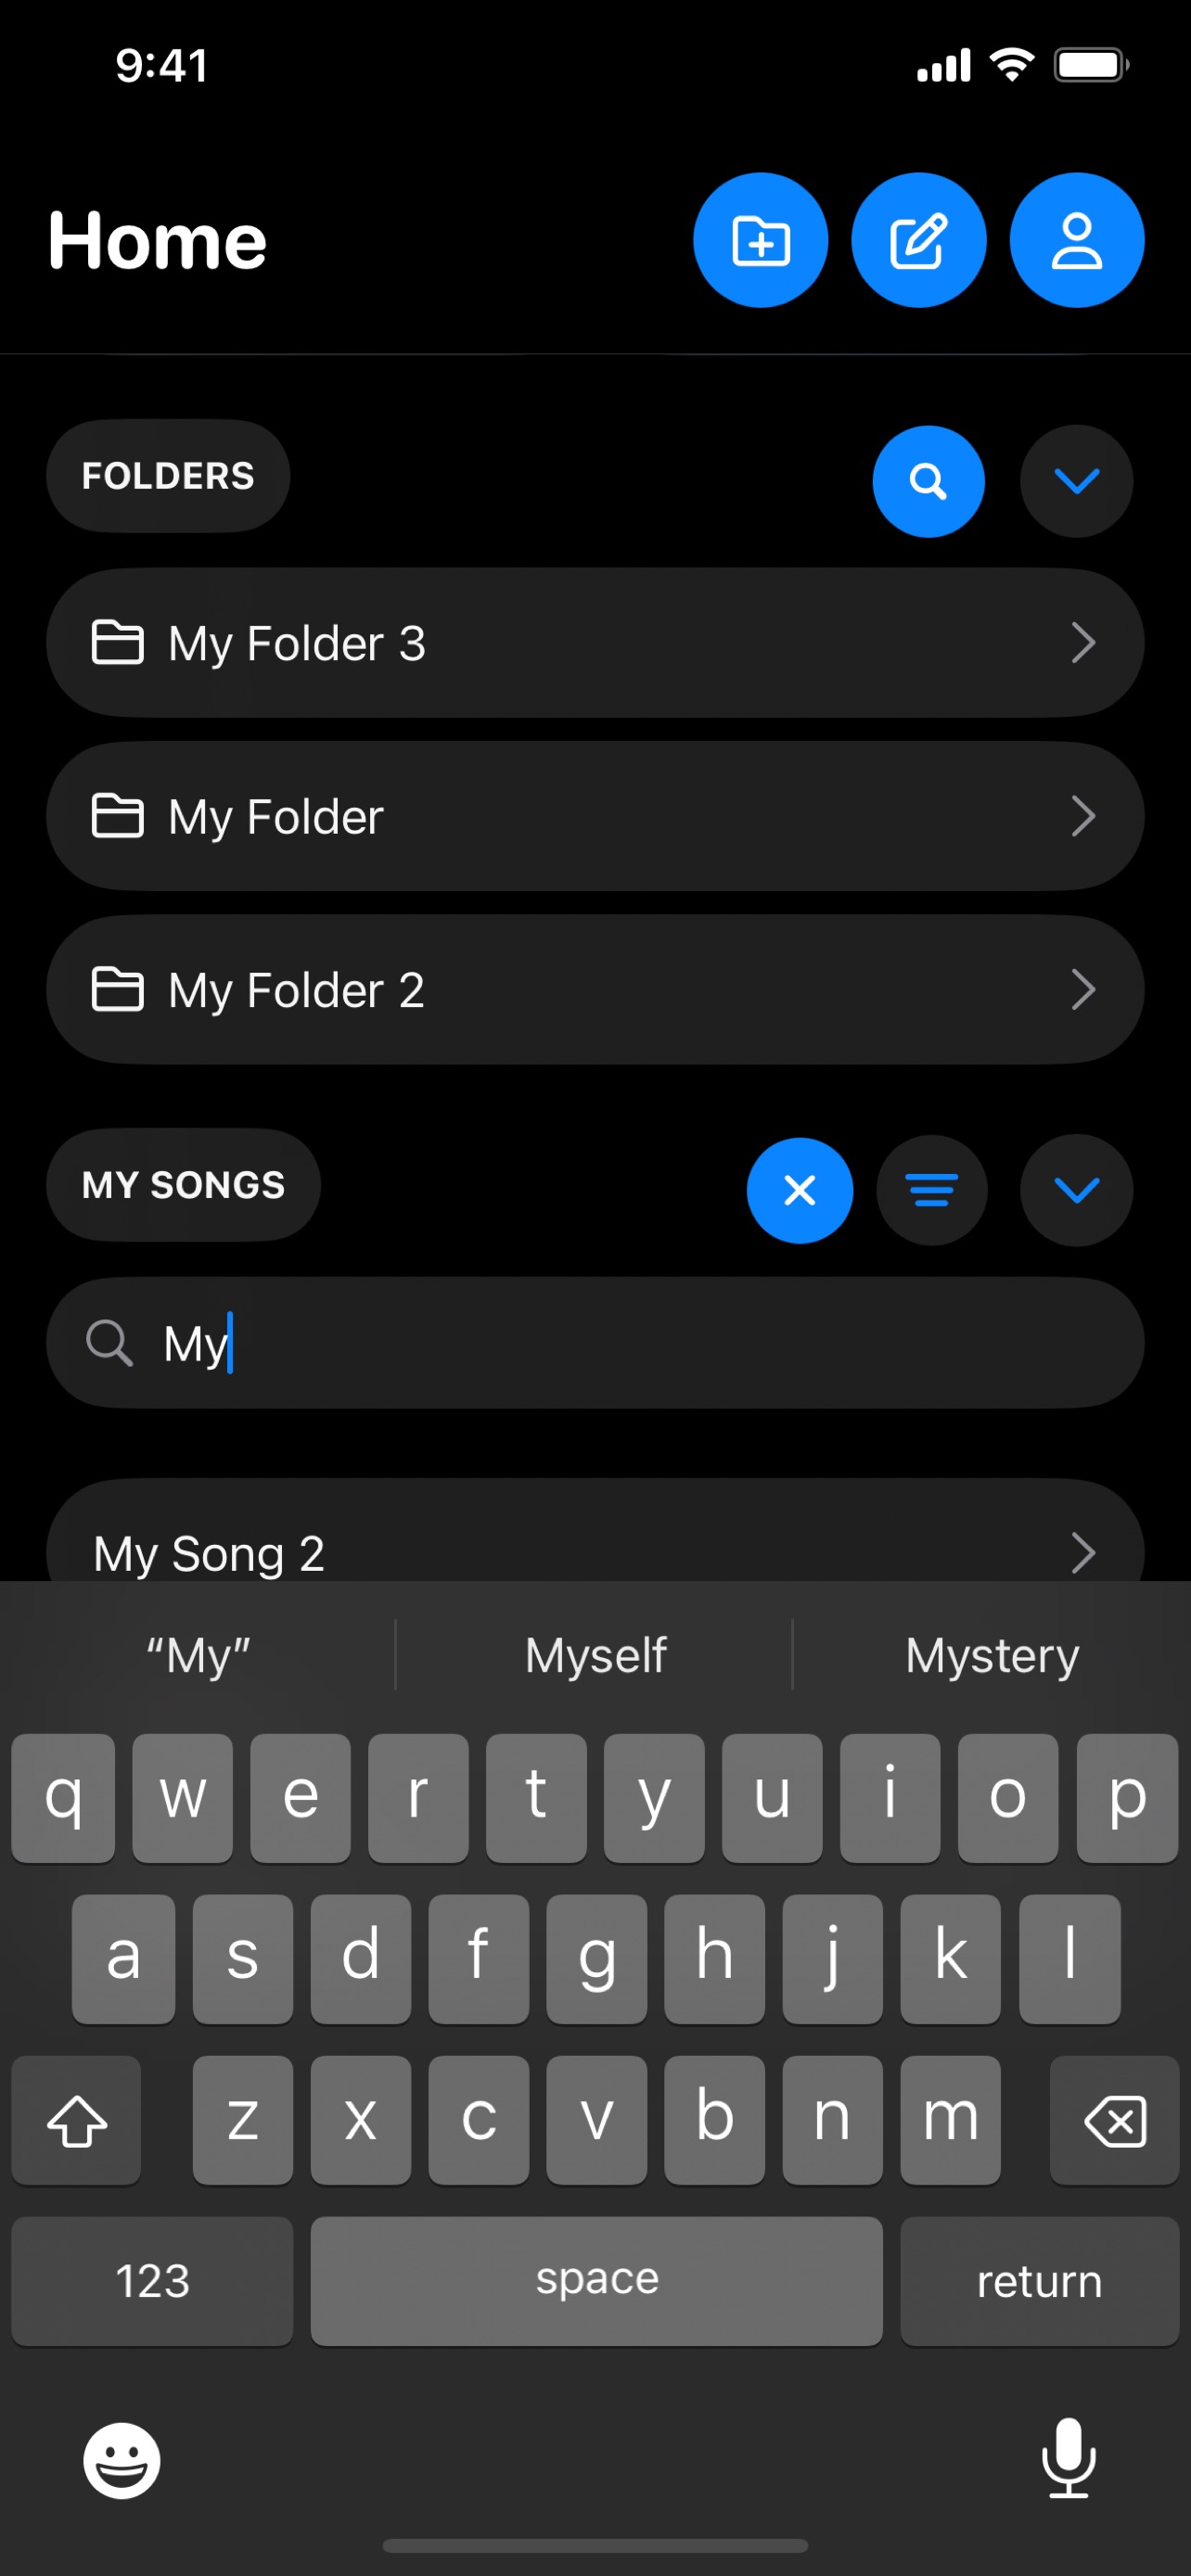 9:41
Home
FOLDERS
My Folder 3
My Folder
My Folder 2
MY SONGS
My
My Song 2
“My” Myself Mystery
q w e r t y u i o p
a s d f g h j k l
z x c v b n m
123 space return